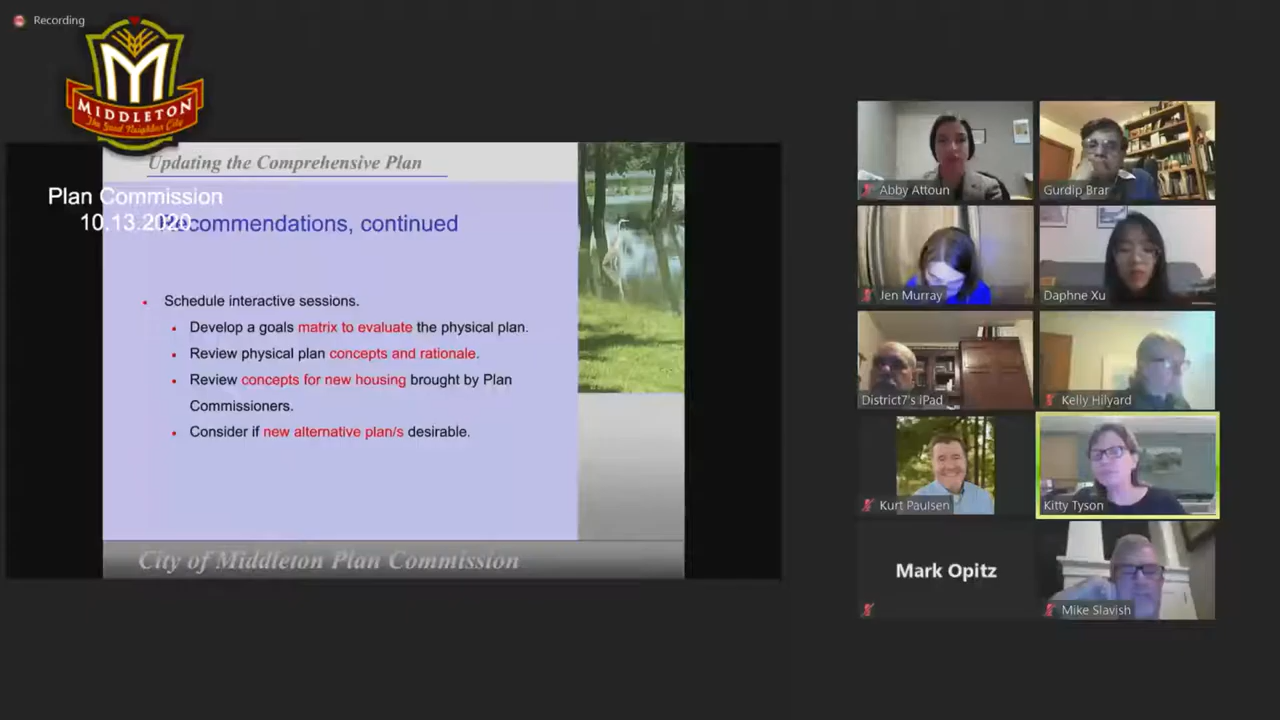 Recording
MIDDLETON
The Good Neighbor City
Updating the Comprehensive Plan
Plan Commission
10.13.2020
Recommendations, continued
Schedule interactive sessions.
Develop a goals matrix to evaluate the physical plan.
Review physical plan concepts and rationale.
Review concepts for new housing brought by Plan
Commissioners.
Consider if new alternative plan/s desirable.
City of Middleton Plan Commission
Abby Attoun
Gurdip Brar
Jen Murray
Daphne Xu
District7's iPad
Kelly Hilyard
Kurt Paulsen
Kitty Tyson
Mark Opitz
Mike Slavish